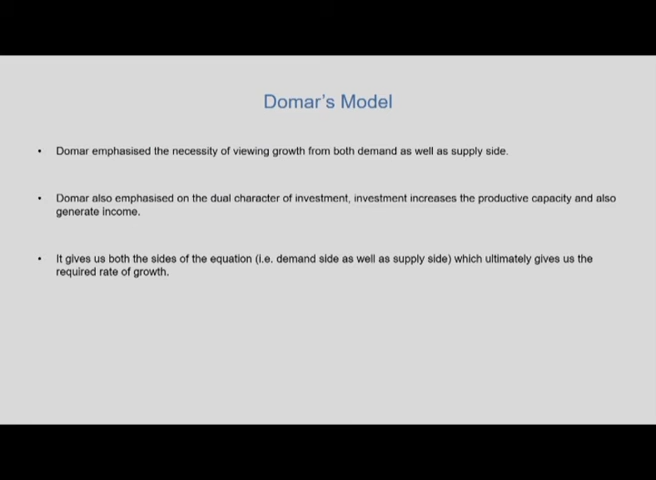 Domar's Model
• Domar emphasised the necessity of viewing growth from both demand as well as supply side.
• Domar also emphasised on the dual character of investment, investment increases the productive capacity and also
generate income.
• It gives us both the sides of the equation (i.e. demand side as well as supply side) which ultimately gives us the
required rate of growth.